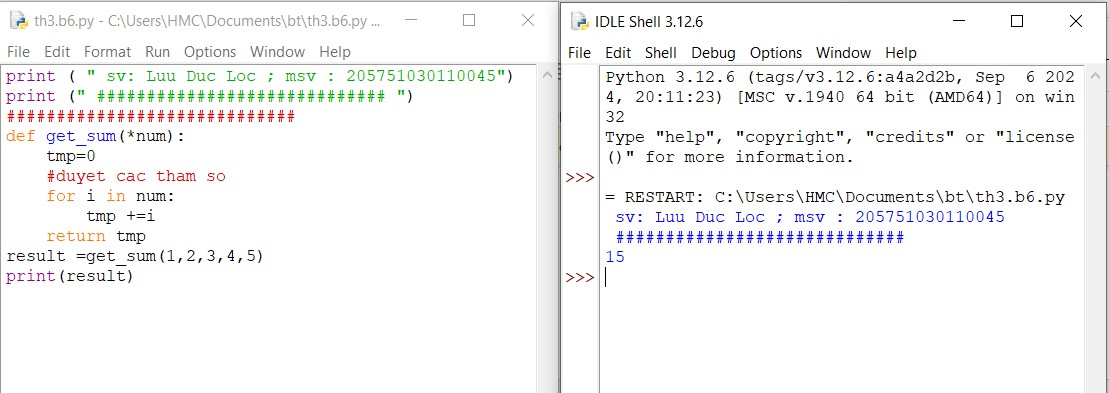 th3.b6.py - C:\Users\HMC\Documents\bt\th3.b6.py ...
File Edit Format Run Options Window Help
print ( " sv: Luu Duc Loc ; msv : 205751030110045")
print (" ############################# ")
#############################
def get_sum(*num):
    tmp=0
    #duyet cac tham so
    for i in num:
        tmp +=i
    return tmp
result =get_sum(1,2,3,4,5)
print(result)
IDLE Shell 3.12.6
File Edit Shell Debug Options Window Help
Python 3.12.6 (tags/v3.12.6:a4a2d2b, Sep  6 202
4, 20:11:23) [MSC v.1940 64 bit (AMD64)] on win
32
Type "help", "copyright", "credits" or "license
()" for more information.
>>>
= RESTART: C:\Users\HMC\Documents\bt\th3.b6.py
 sv: Luu Duc Loc ; msv : 205751030110045
 #############################
15
>>>